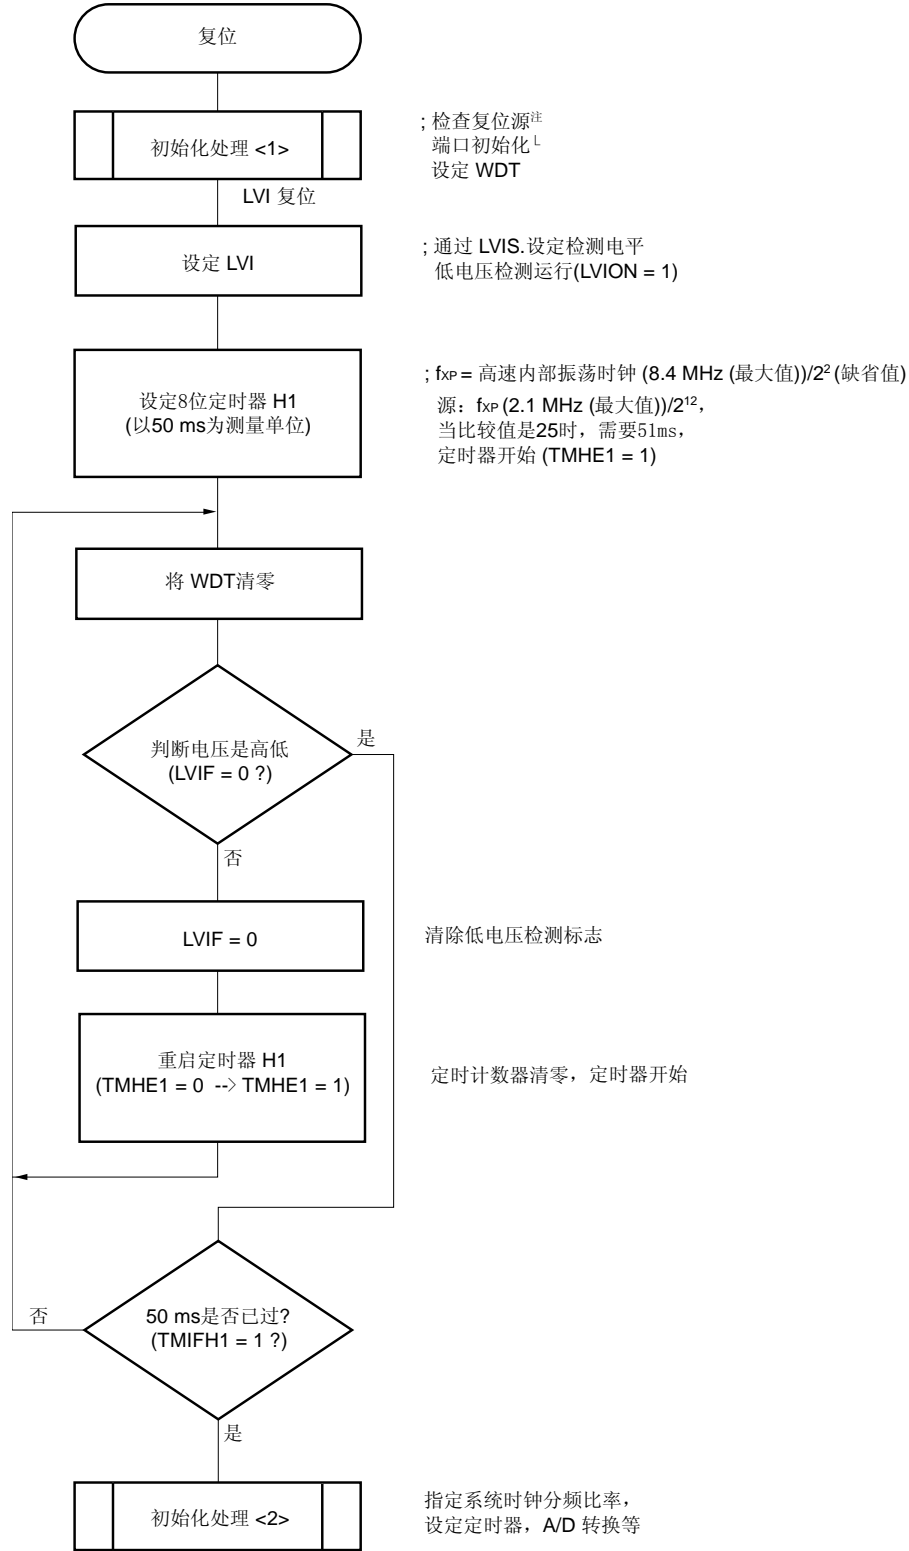 复位
初始化处理 <1>
; 检查复位源注
端口初始化└
设定 WDT
LVI 复位
设定 LVI
; 通过 LVIS.设定检测电平
低电压检测运行(LVION = 1)
设定8位定时器 H1
(以50 ms为测量单位)
; fXP = 高速内部振荡时钟 (8.4 MHz (最大值))/2² (缺省值)
源：fXP (2.1 MHz (最大值))/2¹²，
当比较值是25时，需要51ms，
定时器开始 (TMHE1 = 1)
将 WDT清零
判断电压是高低
(LVIF = 0 ?)
是
否
LVIF = 0
清除低电压检测标志
重启定时器 H1
(TMHE1 = 0 --> TMHE1 = 1)
定时计数器清零，定时器开始
否
50 ms是否已过?
(TMIFH1 = 1 ?)
是
初始化处理 <2>
指定系统时钟分频比率，
设定定时器，A/D 转换等